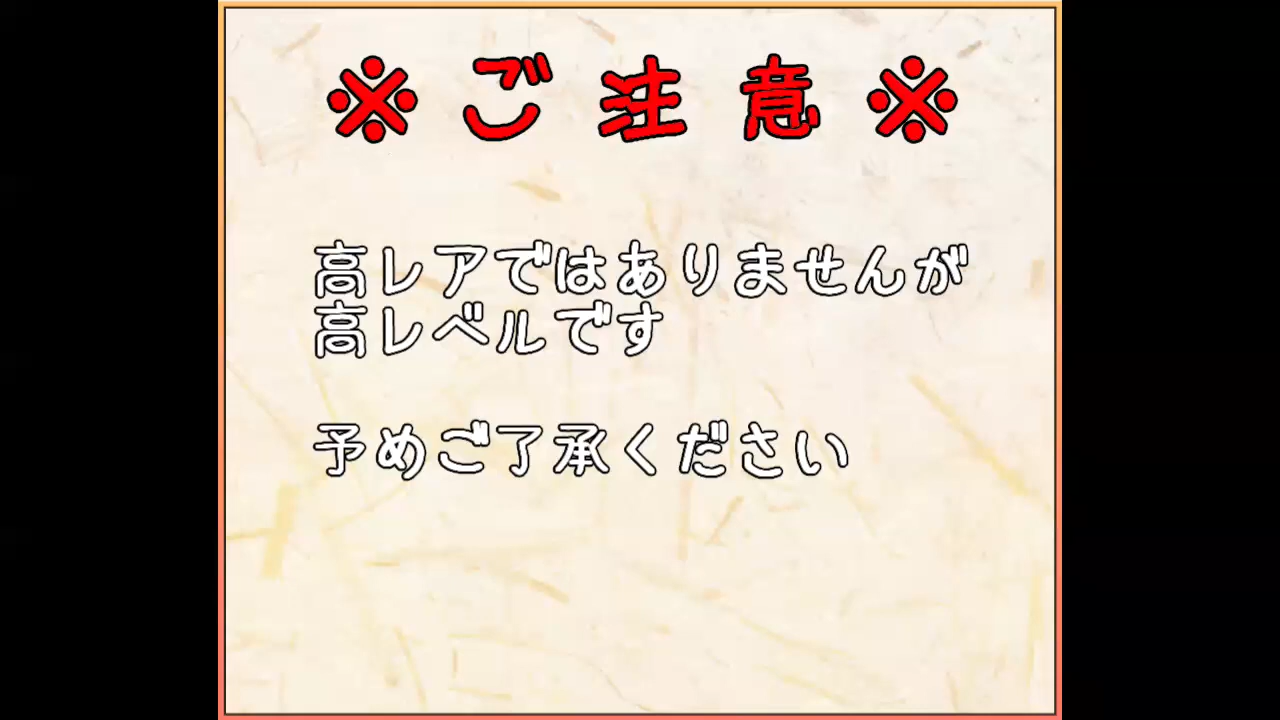 ※ご注意※
高レアではありませんが
高レベルです
予めご了承ください